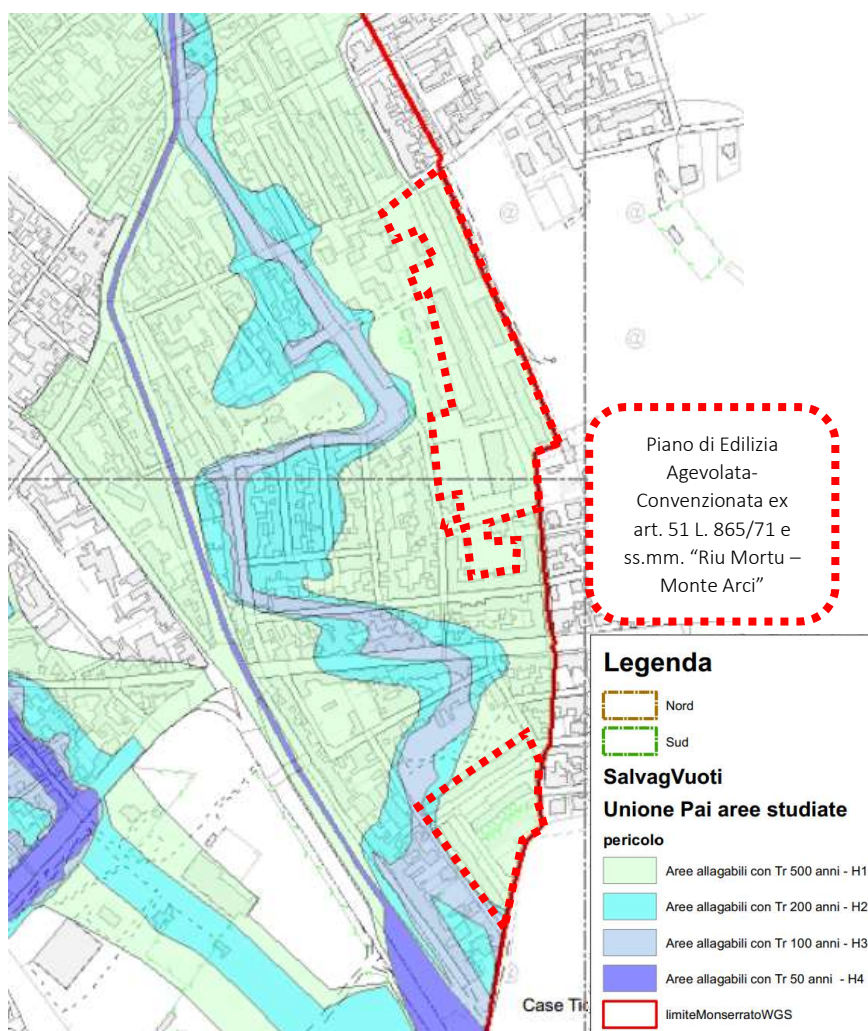 Piano di Edilizia
Agevolata-
Convenzionata ex
art. 51 L. 865/71 e
ss.mm. “Riu Mortu –
Monte Arci”
Legenda
Nord
Sud
SalvagVuoti
Unione Pai aree studiate
pericolo
Aree allagabili con Tr 500 anni - H1
Aree allagabili con Tr 200 anni - H2
Aree allagabili con Tr 100 anni - H3
Aree allagabili con Tr 50 anni - H4
limiteMonserratoWGS
Case
@
@
@
@